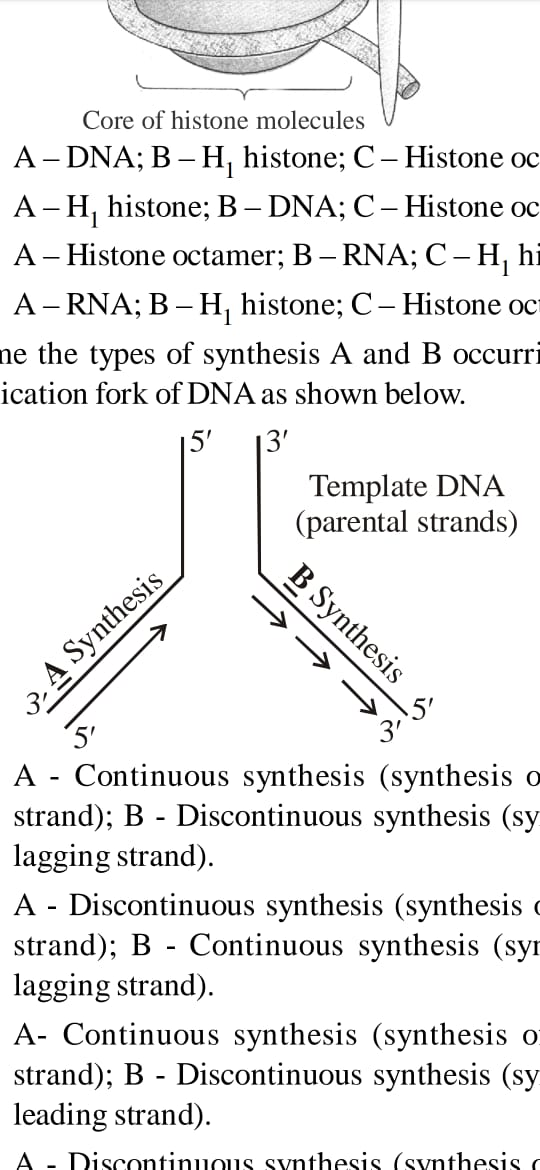 Core of histone molecules
A – DNA; B – H₁ histone; C – Histone oc
A – H₁ histone; B – DNA; C – Histone oc
A – Histone octamer; B – RNA; C – H₁ hi
A – RNA; B – H₁ histone; C – Histone oc
me the types of synthesis A and B occurri
ication fork of DNA as shown below.
5′ 3′
Template DNA
(parental strands)
A Synthesis
B Synthesis
3′ 5′
5′ 3′
A - Continuous synthesis (synthesis o
strand); B - Discontinuous synthesis (sy
lagging strand).
A - Discontinuous synthesis (synthesis
strand); B - Continuous synthesis (syn
lagging strand).
A- Continuous synthesis (synthesis o
strand); B - Discontinuous synthesis (sy
leading strand).
A - Discontinuous synthesis (synthesis